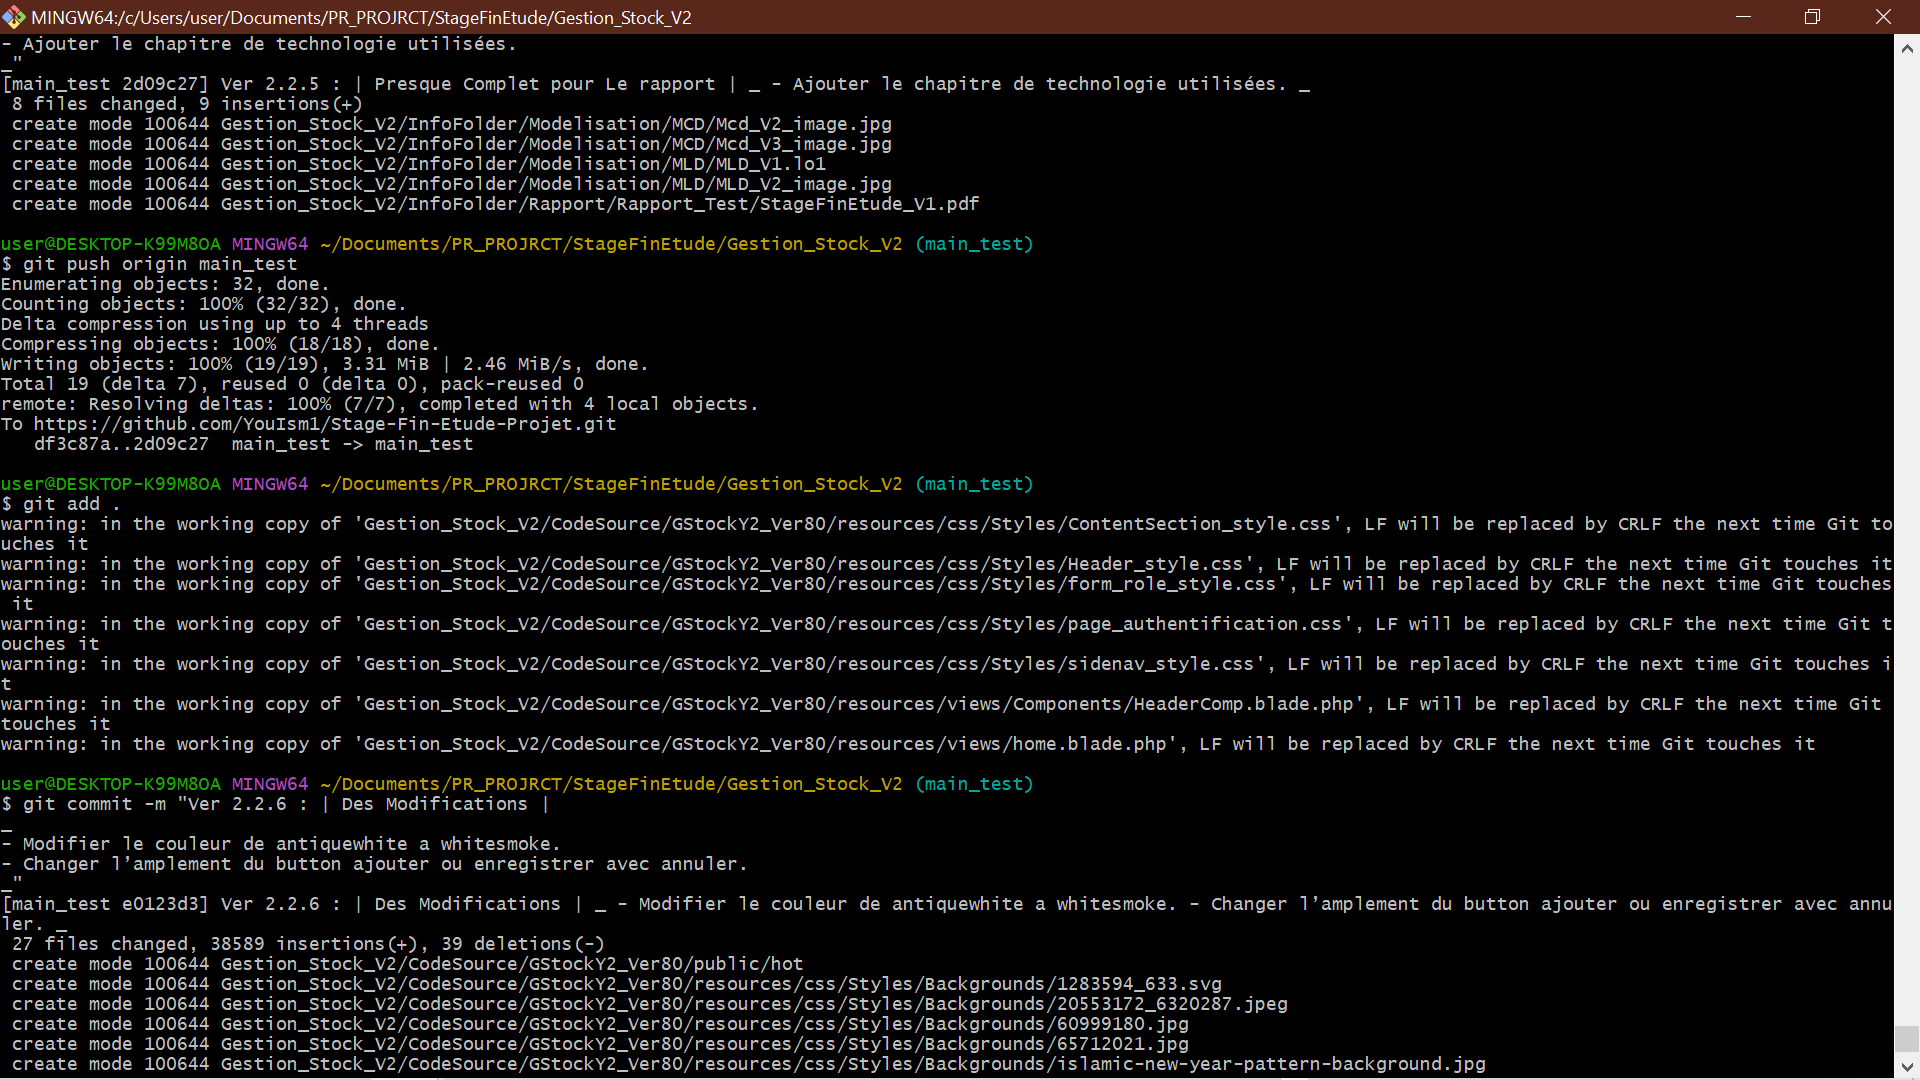 MINGW64:/c/Users/user/Documents/PR_PROJRCT/StageFinEtude/Gestion_Stock_V2
- Ajouter le chapitre de technologie utilisées.
_"
[main_test 2d09c27] Ver 2.2.5 : | Presque Complet pour Le rapport | _ - Ajouter le chapitre de technologie utilisées. _
 8 files changed, 9 insertions(+)
 create mode 100644 Gestion_Stock_V2/InfoFolder/Modelisation/MCD/Mcd_V2_image.jpg
 create mode 100644 Gestion_Stock_V2/InfoFolder/Modelisation/MCD/Mcd_V3_image.jpg
 create mode 100644 Gestion_Stock_V2/InfoFolder/Modelisation/MLD/MLD_V1.lo1
 create mode 100644 Gestion_Stock_V2/InfoFolder/Modelisation/MLD/MLD_V2_image.jpg
 create mode 100644 Gestion_Stock_V2/InfoFolder/Rapport/Rapport_Test/StageFinEtude_V1.pdf
user@DESKTOP-K99M8OA MINGW64 ~/Documents/PR_PROJRCT/StageFinEtude/Gestion_Stock_V2 (main_test)
$ git push origin main_test
Enumerating objects: 32, done.
Counting objects: 100% (32/32), done.
Delta compression using up to 4 threads
Compressing objects: 100% (18/18), done.
Writing objects: 100% (19/19), 3.31 MiB | 2.46 MiB/s, done.
Total 19 (delta 7), reused 0 (delta 0), pack-reused 0
remote: Resolving deltas: 100% (7/7), completed with 4 local objects.
To https://github.com/YouIsm1/Stage-Fin-Etude-Projet.git
   df3c87a..2d09c27  main_test -> main_test
user@DESKTOP-K99M8OA MINGW64 ~/Documents/PR_PROJRCT/StageFinEtude/Gestion_Stock_V2 (main_test)
$ git add .
warning: in the working copy of 'Gestion_Stock_V2/CodeSource/GStockY2_Ver80/resources/css/Styles/ContentSection_style.css', LF will be replaced by CRLF the next time Git to
uches it
warning: in the working copy of 'Gestion_Stock_V2/CodeSource/GStockY2_Ver80/resources/css/Styles/Header_style.css', LF will be replaced by CRLF the next time Git touches it
warning: in the working copy of 'Gestion_Stock_V2/CodeSource/GStockY2_Ver80/resources/css/Styles/form_role_style.css', LF will be replaced by CRLF the next time Git touches
 it
warning: in the working copy of 'Gestion_Stock_V2/CodeSource/GStockY2_Ver80/resources/css/Styles/page_authentification.css', LF will be replaced by CRLF the next time Git t
ouches it
warning: in the working copy of 'Gestion_Stock_V2/CodeSource/GStockY2_Ver80/resources/css/Styles/sidenav_style.css', LF will be replaced by CRLF the next time Git touches i
t
warning: in the working copy of 'Gestion_Stock_V2/CodeSource/GStockY2_Ver80/resources/views/Components/HeaderComp.blade.php', LF will be replaced by CRLF the next time Git
touches it
warning: in the working copy of 'Gestion_Stock_V2/CodeSource/GStockY2_Ver80/resources/views/home.blade.php', LF will be replaced by CRLF the next time Git touches it
user@DESKTOP-K99M8OA MINGW64 ~/Documents/PR_PROJRCT/StageFinEtude/Gestion_Stock_V2 (main_test)
$ git commit -m "Ver 2.2.6 : | Des Modifications |
_
- Modifier le couleur de antiquewhite a whitesmoke.
- Changer l’amplement du button ajouter ou enregistrer avec annuler.
_"
[main_test e0123d3] Ver 2.2.6 : | Des Modifications | _ - Modifier le couleur de antiquewhite a whitesmoke. - Changer l’amplement du button ajouter ou enregistrer avec annu
ler. _
 27 files changed, 38589 insertions(+), 39 deletions(-)
 create mode 100644 Gestion_Stock_V2/CodeSource/GStockY2_Ver80/public/hot
 create mode 100644 Gestion_Stock_V2/CodeSource/GStockY2_Ver80/resources/css/Styles/Backgrounds/1283594_633.svg
 create mode 100644 Gestion_Stock_V2/CodeSource/GStockY2_Ver80/resources/css/Styles/Backgrounds/20553172_6320287.jpeg
 create mode 100644 Gestion_Stock_V2/CodeSource/GStockY2_Ver80/resources/css/Styles/Backgrounds/60999180.jpg
 create mode 100644 Gestion_Stock_V2/CodeSource/GStockY2_Ver80/resources/css/Styles/Backgrounds/65712021.jpg
 create mode 100644 Gestion_Stock_V2/CodeSource/GStockY2_Ver80/resources/css/Styles/Backgrounds/islamic-new-year-pattern-background.jpg